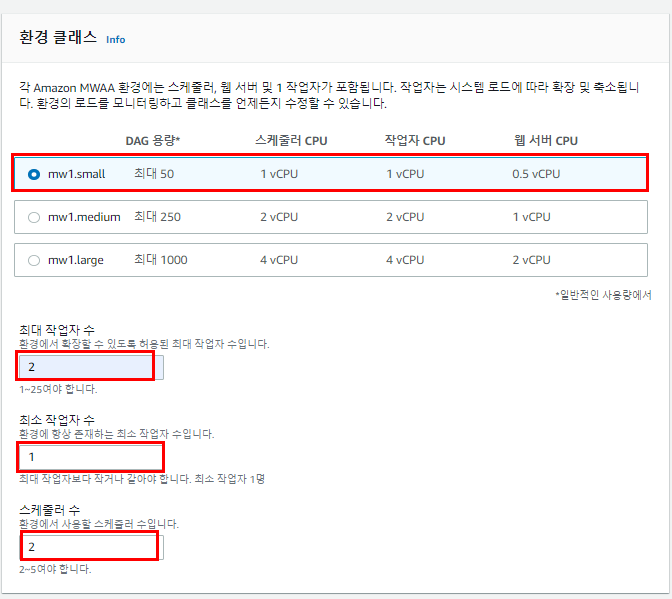 환경 클래스 Info
각 Amazon MWAA 환경에는 스케줄러, 웹 서버 및 1 작업자가 포함됩니다. 작업자는 시스템 로드에 따라 확장 및 축소됩니
다. 환경의 로드를 모니터링하고 클래스를 언제든지 수정할 수 있습니다.
DAG 용량* 스케줄러 CPU 작업자 CPU 웹 서버 CPU
mw1.small 최대 50 1 vCPU 1 vCPU 0.5 vCPU
mw1.medium 최대 250 2 vCPU 2 vCPU 1 vCPU
mw1.large 최대 1000 4 vCPU 4 vCPU 2 vCPU
*일반적인 사용량에서
최대 작업자 수
환경에서 확장할 수 있도록 허용된 최대 작업자 수입니다.
2
1~25여야 합니다.
최소 작업자 수
환경에 항상 존재하는 최소 작업자 수입니다.
1
최대 작업자보다 작거나 같아야 합니다. 최소 작업자 1명
스케줄러 수
환경에서 사용할 스케줄러 수입니다.
2
2~5여야 합니다.